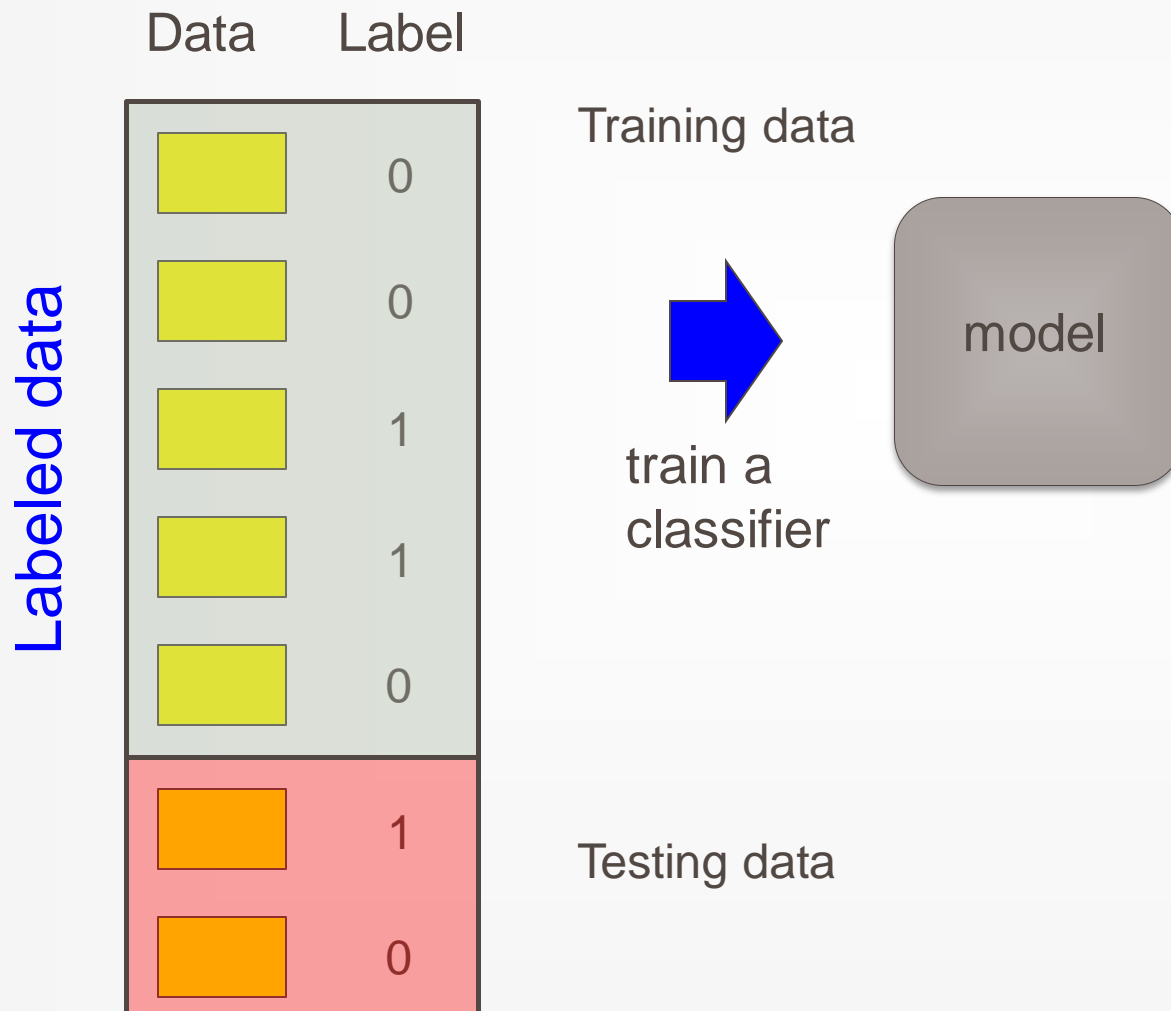 Data Label
Training data
0
0
1
1
0
Labeled data
train a
classifier
model
1
0
Testing data